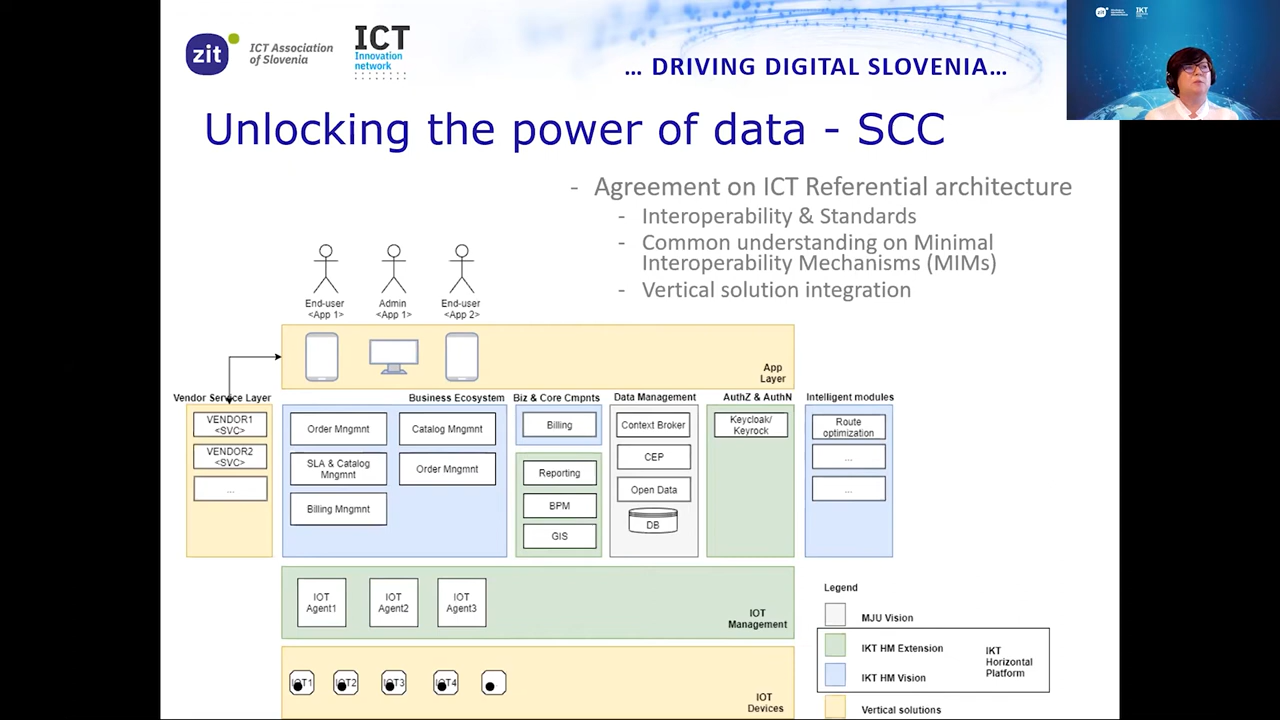 zit
ICT Association
of Slovenia
ICT
Innovation
network
... DRIVING DIGITAL SLOVENIA...
Unlocking the power of data - SCC
- Agreement on ICT Referential architecture
- Interoperability & Standards
- Common understanding on Minimal
Interoperability Mechanisms (MIMs)
- Vertical solution integration
End-user
<App 1>
Admin
<App 1>
End-user
<App 2>
App
Layer
Vendor Service Layer
VENDOR1
<SVC>
VENDOR2
<SVC>
...
Business Ecosystem
Order Mngmnt
Catalog Mngmnt
SLA & Catalog
Mngmnt
Order Mngmnt
Billing Mngmnt
Biz & Core Cmpnts
Billing
Reporting
BPM
GIS
Data Management
Context Broker
CEP
Open Data
DB
AuthZ & AuthN
Keycloak/
Keyrock
Intelligent modules
Route
optimization
...
...
IOT
Agent1
IOT
Agent2
IOT
Agent3
IOT
Management
IOT1
IOT2
IOT3
IOT4
IOT
Devices
Legend
MJU Vision
IKT HM Extension
IKT HM Vision
IKT
Horizontal
Platform
Vertical solutions
zit
IKT